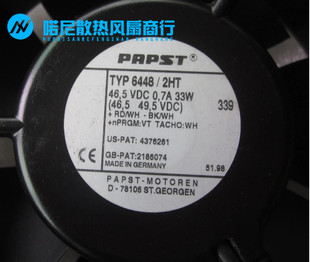 喏尼散热风扇商行
PAPST®
TYP 6448 / 2HT
46,5 VDC 0,7A 33W
(46,5 49,5 VDC)
339
+ RD/WH - BK/WH
+nPRGM:VT TACHO:WH
US-PAT: 4376261
GB-PAT:2185074
MADE IN GERMANY
51.98
PAPST-MOTOREN
D - 78106 ST.GEORGEN